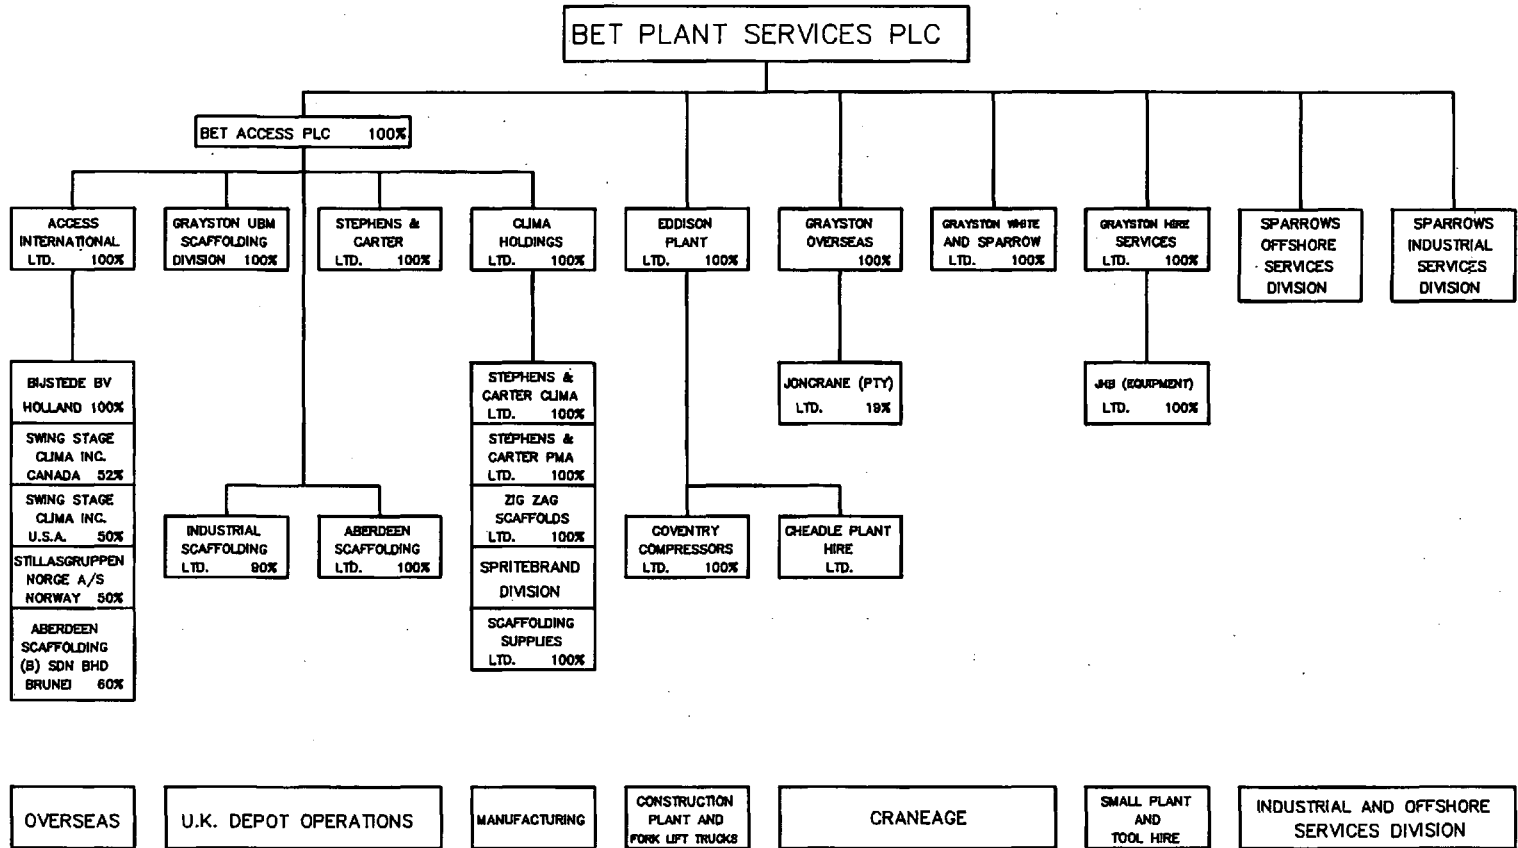 BET PLANT SERVICES PLC
BET ACCESS PLC 100%
ACCESS
INTERNATIONAL
LTD. 100%
GRAYSTON UBM
SCAFFOLDING
DIVISION 100%
STEPHENS &
CARTER
LTD. 100%
CLIMA
HOLDINGS
LTD. 100%
EDDISON
PLANT
LTD. 100%
GRAYSTON
OVERSEAS
100%
GRAYSTON WHITE
AND SPARROW
LTD. 100%
GRAYSTON HIRE
SERVICES
LTD. 100%
SPARROWS
OFFSHORE
SERVICES
DIVISION
SPARROWS
INDUSTRIAL
SERVICES
DIVISION
BIJSTEDE BV
HOLLAND 100%
SWING STAGE
CLIMA INC.
CANADA 52%
SWING STAGE
CLIMA INC.
U.S.A. 50%
STILLASGRUPPEN
NORGE A/S
NORWAY 50%
ABERDEEN
SCAFFOLDING
(B) SDN BHD
BRUNEI 60%
INDUSTRIAL
SCAFFOLDING
LTD. 90%
ABERDEEN
SCAFFOLDING
LTD. 100%
STEPHENS &
CARTER CLIMA
LTD. 100%
STEPHENS &
CARTER PMA
LTD. 100%
ZIG ZAG
SCAFFOLDS
LTD. 100%
SPRITEBRAND
DIVISION
SCAFFOLDING
SUPPLIES
LTD. 100%
COVENTRY
COMPRESSORS
LTD. 100%
CHEADLE PLANT
HIRE
LTD.
JONCRANE (PTY)
LTD. 19%
JHB (EQUIPMENT)
LTD. 100%
OVERSEAS
U.K. DEPOT OPERATIONS
MANUFACTURING
CONSTRUCTION
PLANT AND
FORK LIFT TRUCKS
CRANEAGE
SMALL PLANT
AND
TOOL HIRE
INDUSTRIAL AND OFFSHORE
SERVICES DIVISION